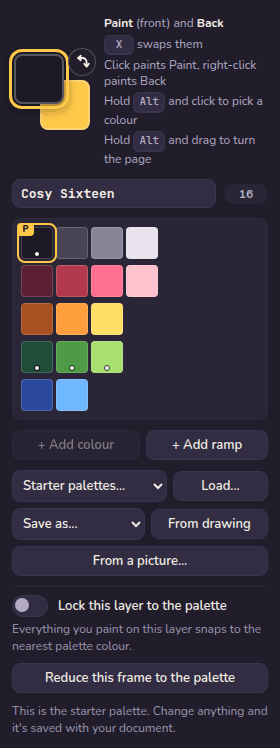 Paint (front) and Back
X swaps them
Click paints Paint, right-click
paints Back
Hold Alt and click to pick a
colour
Hold Alt and drag to turn
the page
Cosy Sixteen 16
P
+ Add colour + Add ramp
Starter palettes... Load...
Save as... From drawing
From a picture...
Lock this layer to the palette
Everything you paint on this layer snaps to the
nearest palette colour.
Reduce this frame to the palette
This is the starter palette. Change anything and
it's saved with your document.